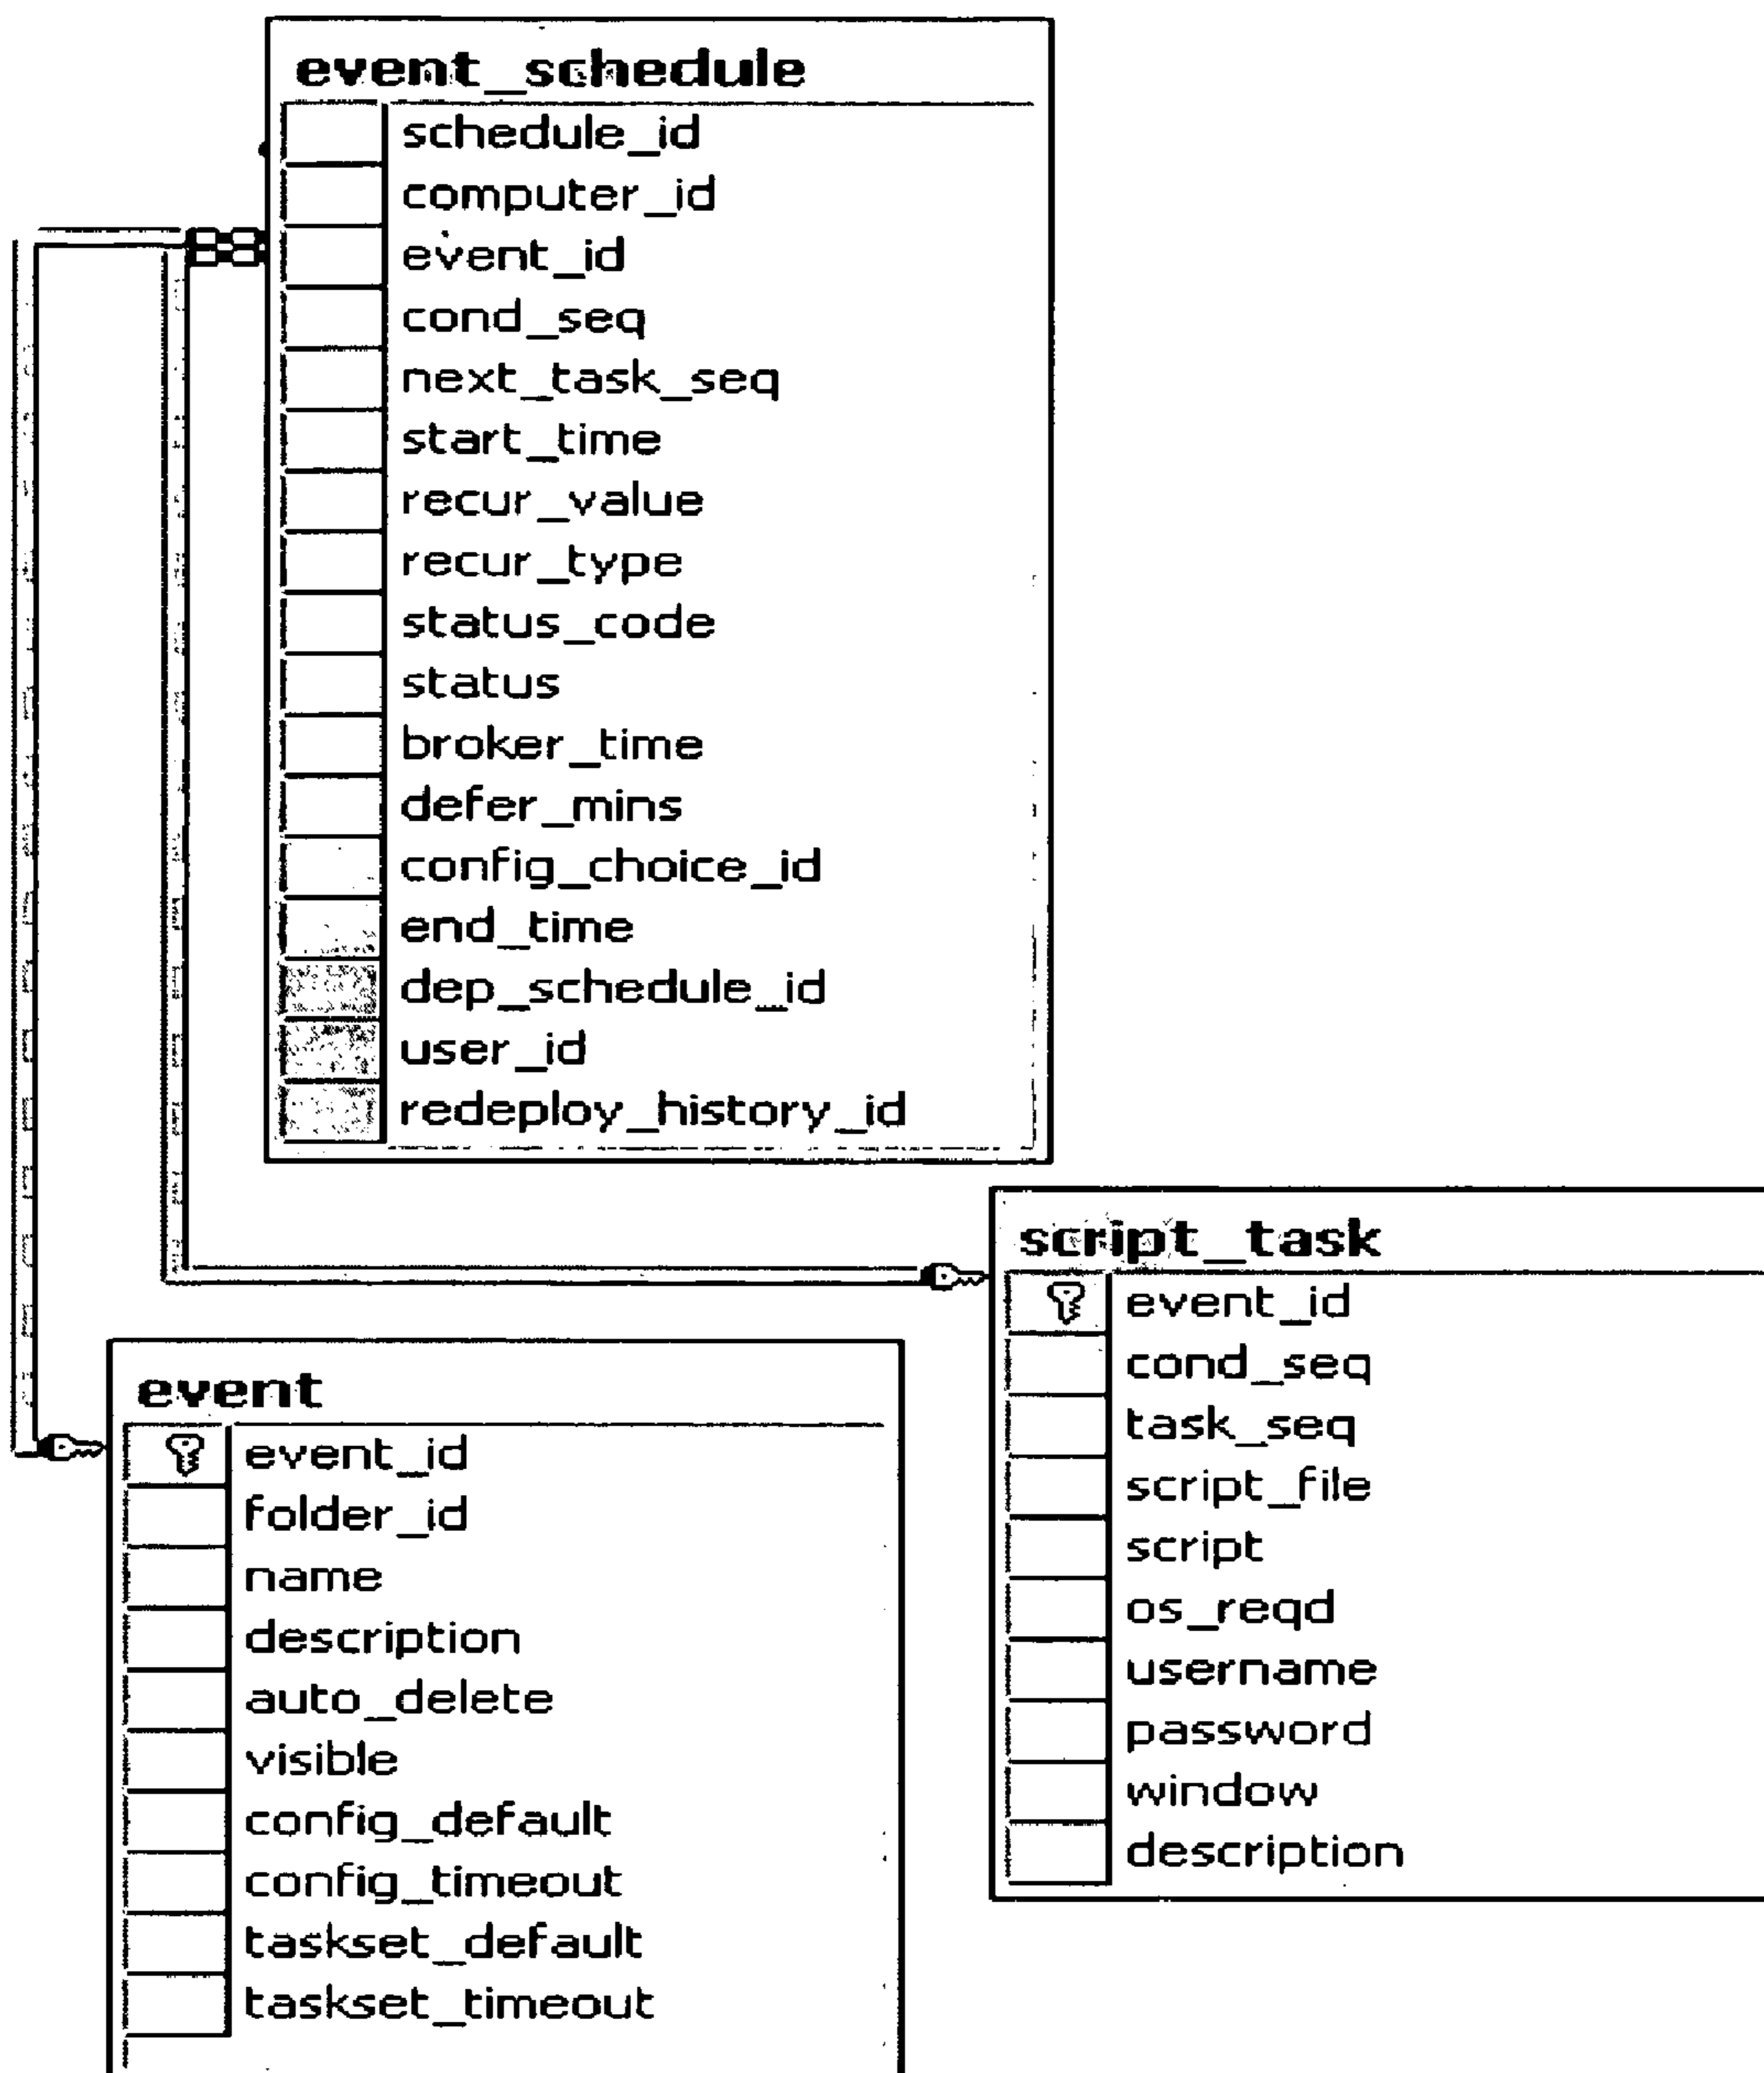 event_schedule
schedule_id
computer_id
event_id
cond_seq
next_task_seq
start_time
recur_value
recur_type
status_code
status
broker_time
defer_mins
config_choice_id
end_time
dep_schedule_id
user_id
redeploy_history_id
script_task
event_id
cond_seq
task_seq
script_file
script
os_reqd
username
password
window
description
event
event_id
folder_id
name
description
auto_delete
visible
config_default
config_timeout
taskset_default
taskset_timeout